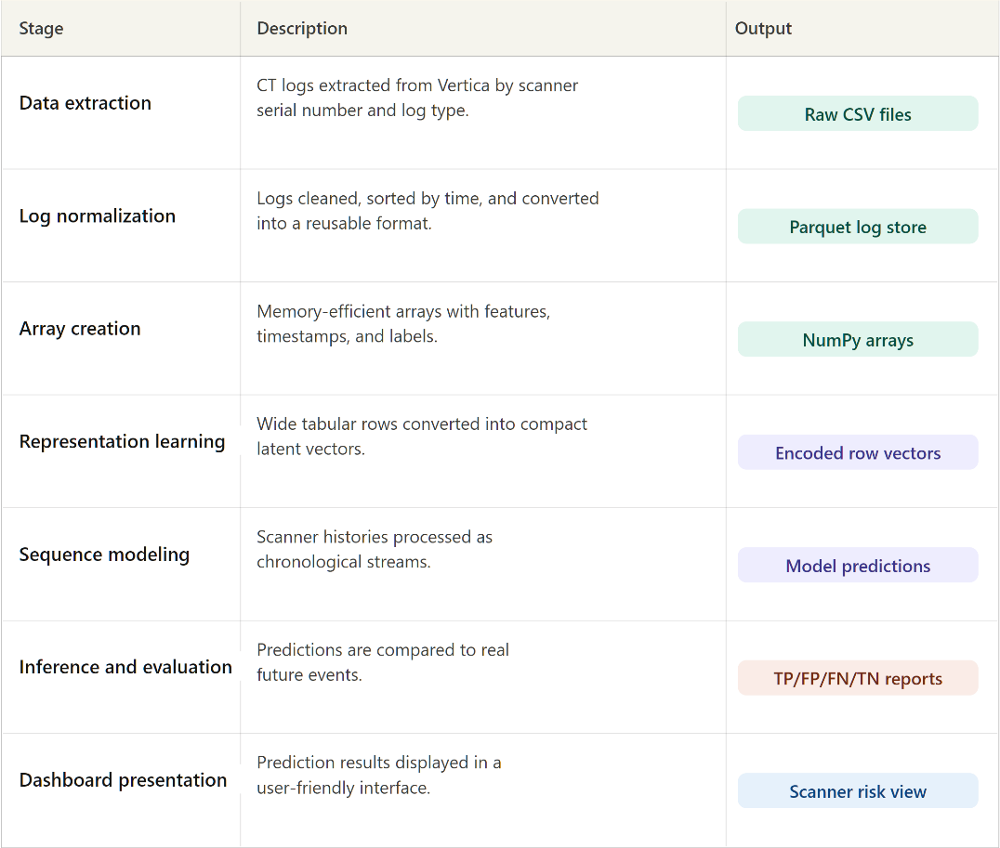 Stage
Description
Output
Data extraction
CT logs extracted from Vertica by scanner
serial number and log type.
Raw CSV files
Log normalization
Logs cleaned, sorted by time, and converted
into a reusable format.
Parquet log store
Array creation
Memory-efficient arrays with features,
timestamps, and labels.
NumPy arrays
Representation learning
Wide tabular rows converted into compact
latent vectors.
Encoded row vectors
Sequence modeling
Scanner histories processed as
chronological streams.
Model predictions
Inference and evaluation
Predictions are compared to real
future events.
TP/FP/FN/TN reports
Dashboard presentation
Prediction results displayed in a
user-friendly interface.
Scanner risk view